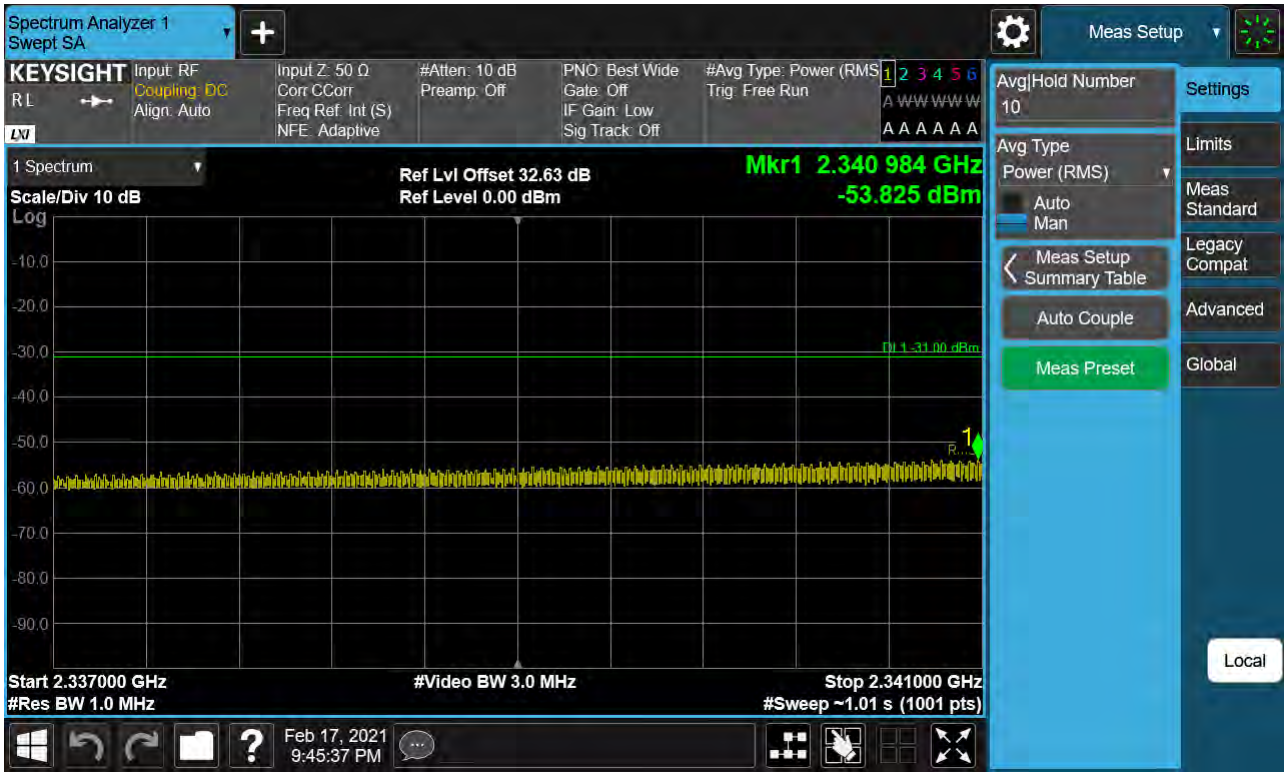 Spectrum Analyzer 1
Swept SA
+
Meas Setup
KEYSIGHT
RL
LXI
Input: RF
Coupling: DC
Align: Auto
Input Z: 50 Ω
Corr CCorr
Freq Ref: Int (S)
NFE: Adaptive
#Atten: 10 dB
Preamp: Off
PNO: Best Wide
Gate: Off
IF Gain: Low
Sig Track: Off
#Avg Type: Power (RMS
Trig: Free Run
1 2 3 4 5 6
A W W W W W
A A A A A A
1 Spectrum
Scale/Div 10 dB
Log
Ref Lvl Offset 32.63 dB
Ref Level 0.00 dBm
Mkr1 2.340 984 GHz
-53.825 dBm
-10.0
-20.0
-30.0
DL1 -31.00 dBm
-40.0
-50.0
1
R...
-60.0
-70.0
-80.0
-90.0
Start 2.337000 GHz
#Res BW 1.0 MHz
#Video BW 3.0 MHz
Stop 2.341000 GHz
#Sweep ~1.01 s (1001 pts)
Avg|Hold Number
10
Avg Type
Power (RMS)
Auto
Man
Meas Setup
Summary Table
Auto Couple
Meas Preset
Settings
Limits
Meas
Standard
Legacy
Compat
Advanced
Global
Local
?
Feb 17, 2021
9:45:37 PM